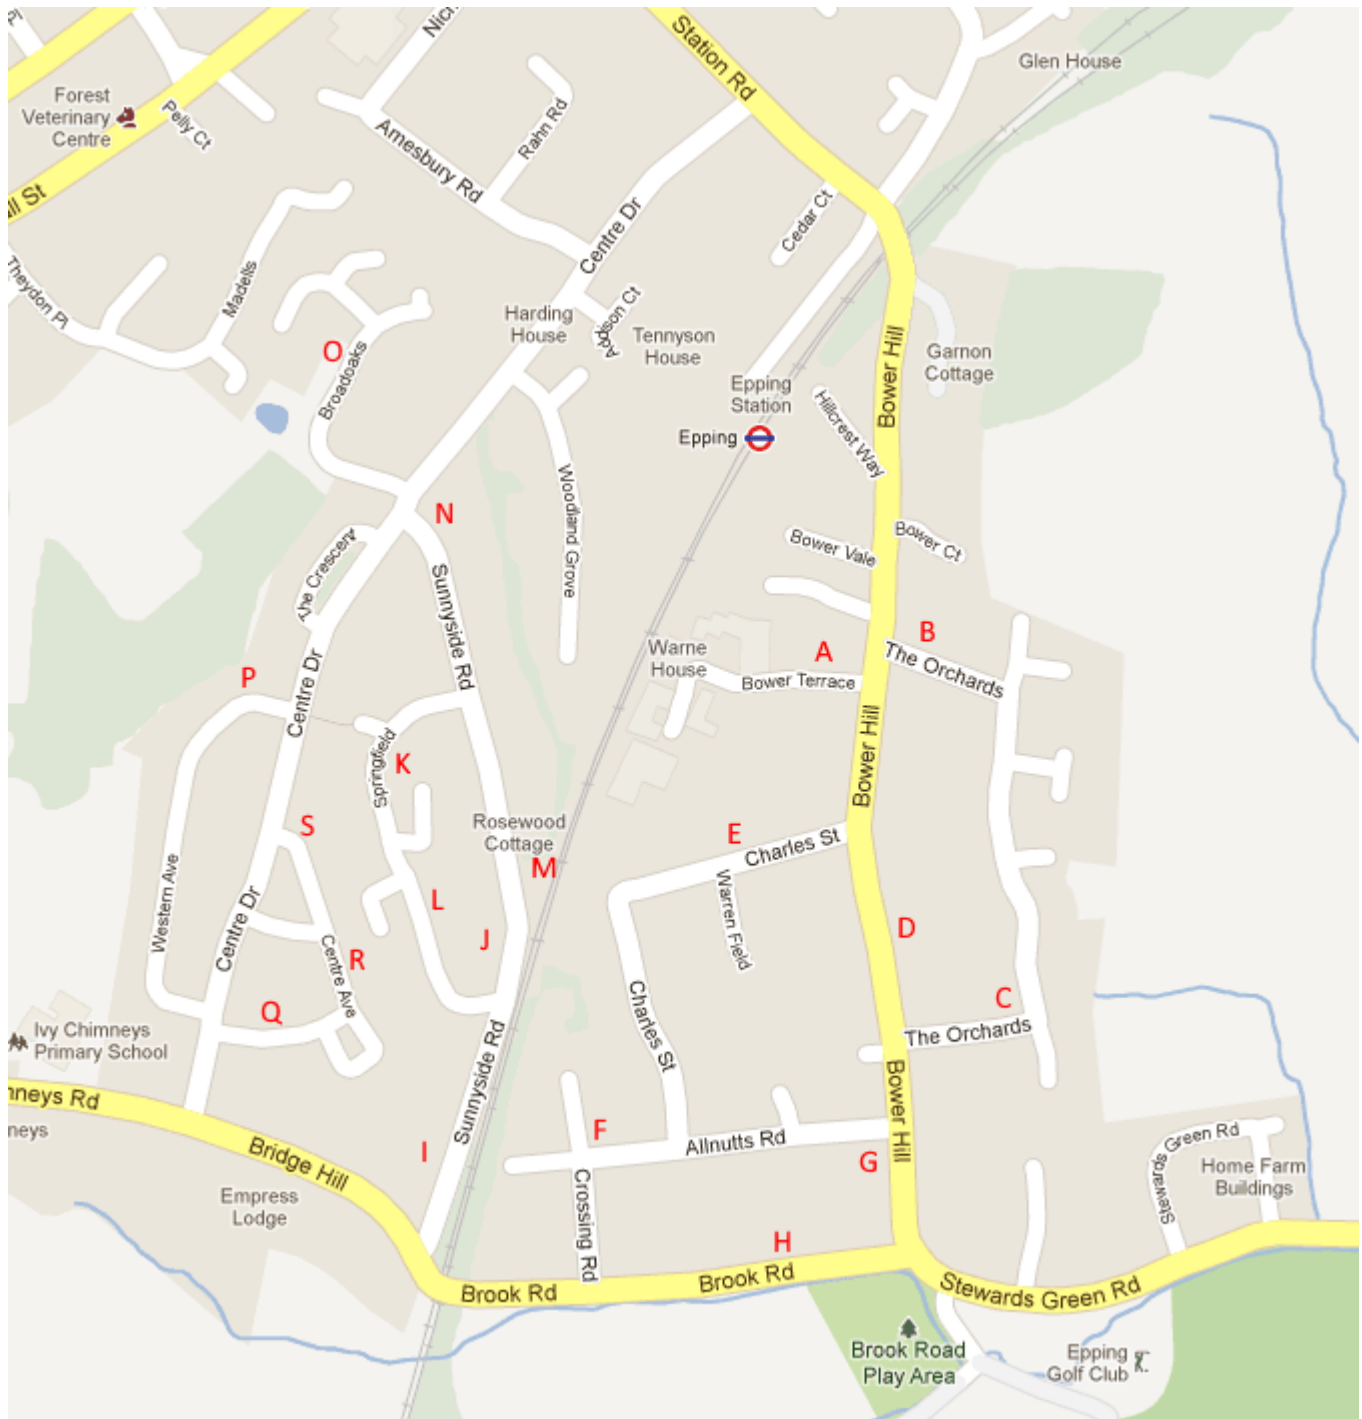 Pl
Nich
Station Rd
Glen House
Forest
Veterinary
Centre
Pelly Ct
Amesbury Rd
Rahn Rd
ll St
Centre Dr
Cedar Ct
Theydon Pl
Madells
Harding
House
Addison Ct
Tennyson
House
Bower Hill
Garnon
Cottage
O
Broadoaks
Epping
Station
Epping
Hillcrest Way
N
Woodland Grove
The Crescent
Sunnyside Rd
Bower Vale
Bower Ct
B
The Orchards
A
Warne
House
Bower Terrace
P
Centre Dr
Springfield
K
Bower Hill
S
Rosewood
Cottage
E
Charles St
M
Western Ave
Centre Dr
L
J
Warren Field
D
R
Centre Ave
Q
C
Charles St
The Orchards
Ivy Chimneys
Primary School
Sunnyside Rd
Bower Hill
nneys Rd
neys
I
F
Allnutts Rd
G
Stewards Green Rd
Home Farm
Buildings
Bridge Hill
Empress
Lodge
Crossing Rd
H
Brook Rd
Brook Rd
Stewards Green Rd
Brook Road
Play Area
Epping
Golf Club